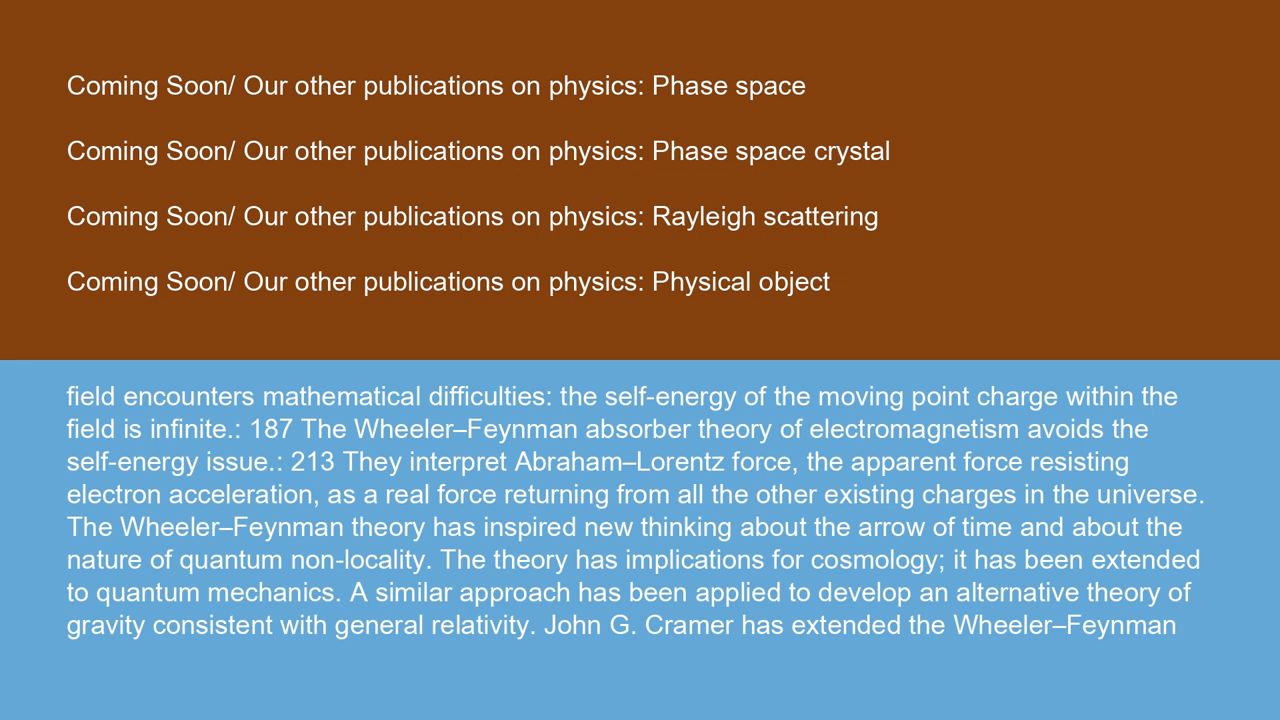 Coming Soon/ Our other publications on physics: Phase space
Coming Soon/ Our other publications on physics: Phase space crystal
Coming Soon/ Our other publications on physics: Rayleigh scattering
Coming Soon/ Our other publications on physics: Physical object
field encounters mathematical difficulties: the self-energy of the moving point charge within the
field is infinite.: 187 The Wheeler–Feynman absorber theory of electromagnetism avoids the
self-energy issue.: 213 They interpret Abraham–Lorentz force, the apparent force resisting
electron acceleration, as a real force returning from all the other existing charges in the universe.
The Wheeler–Feynman theory has inspired new thinking about the arrow of time and about the
nature of quantum non-locality. The theory has implications for cosmology; it has been extended
to quantum mechanics. A similar approach has been applied to develop an alternative theory of
gravity consistent with general relativity. John G. Cramer has extended the Wheeler–Feynman